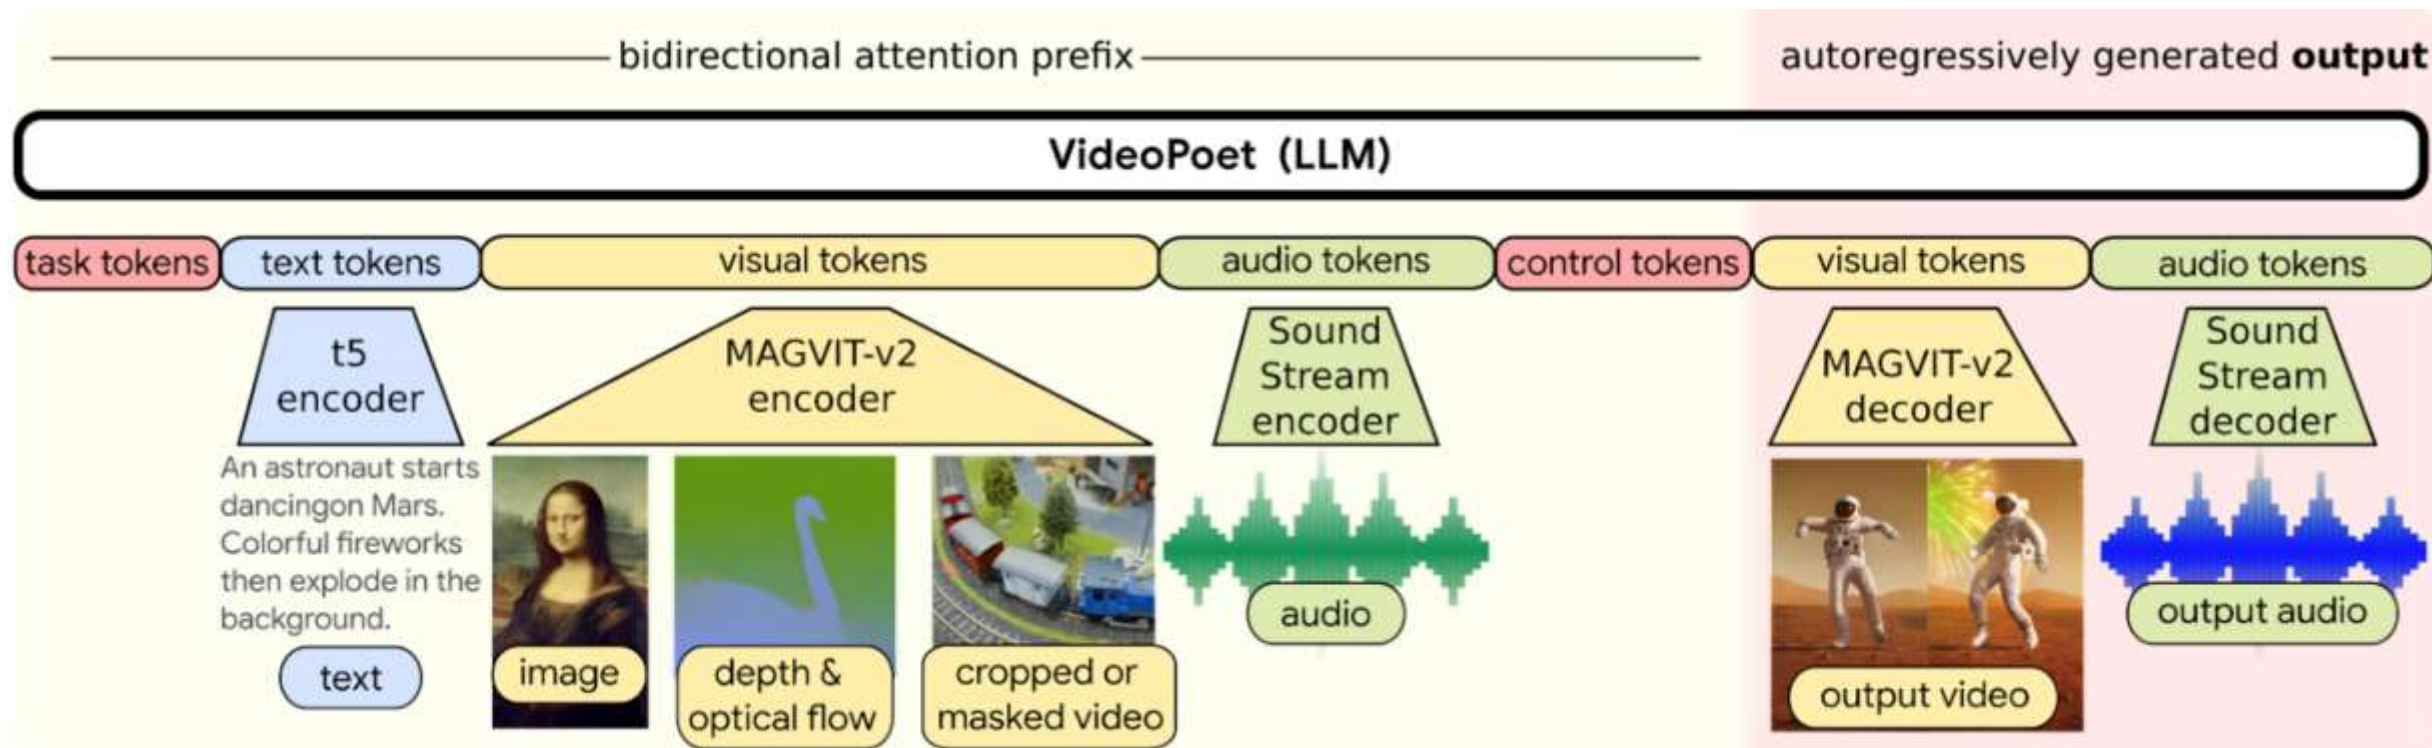 bidirectional attention prefix
autoregressively generated output
VideoPoet (LLM)
task tokens
text tokens
visual tokens
audio tokens
control tokens
visual tokens
audio tokens
t5
encoder
MAGVIT-v2
encoder
Sound
Stream
encoder
MAGVIT-v2
decoder
Sound
Stream
decoder
An astronaut starts
dancingon Mars.
Colorful fireworks
then explode in the
background.
text
image
depth &
optical flow
cropped or
masked video
audio
output video
output audio